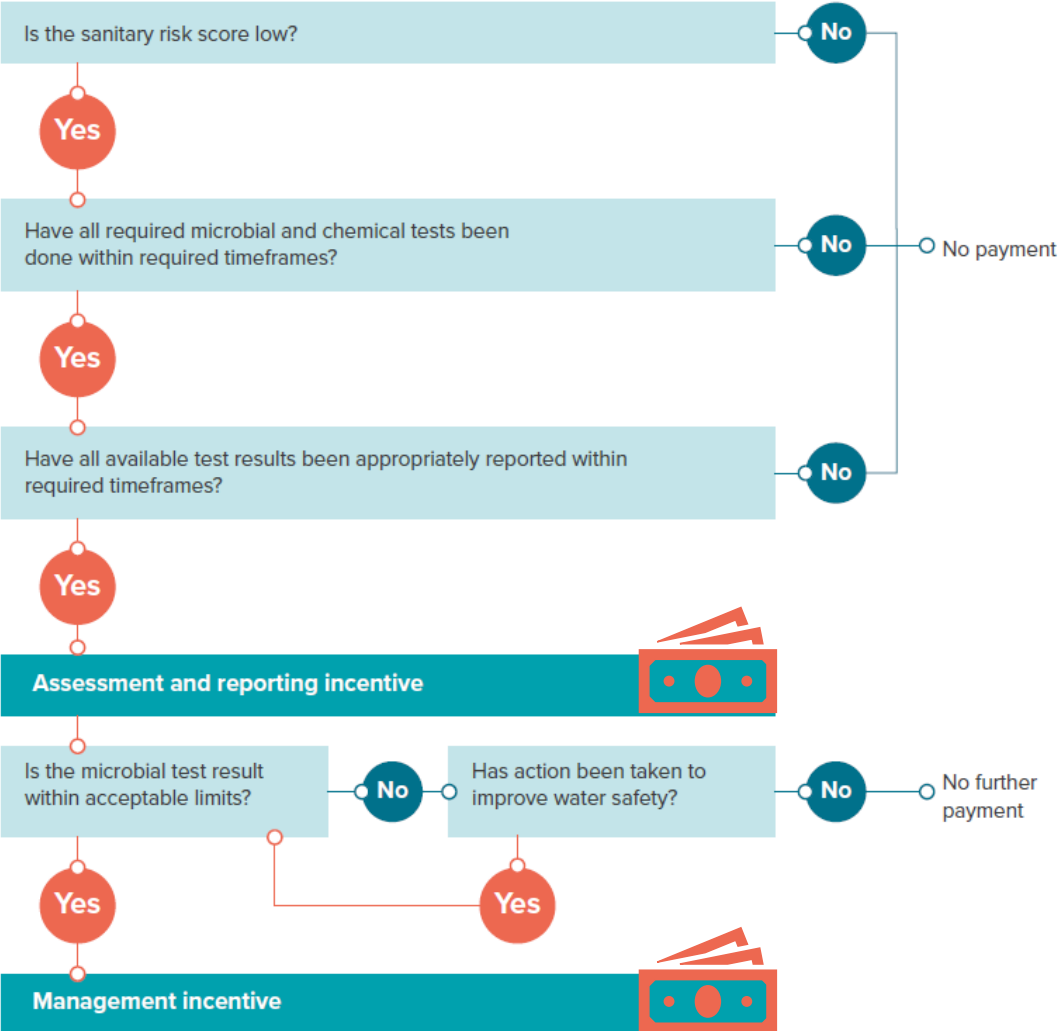 Is the sanitary risk score low?
No
Yes
Have all required microbial and chemical tests been
done within required timeframes?
No
No payment
Yes
Have all available test results been appropriately reported within
required timeframes?
No
Yes
Assessment and reporting incentive
Is the microbial test result
within acceptable limits?
No
Has action been taken to
improve water safety?
No
No further
payment
Yes
Yes
Management incentive